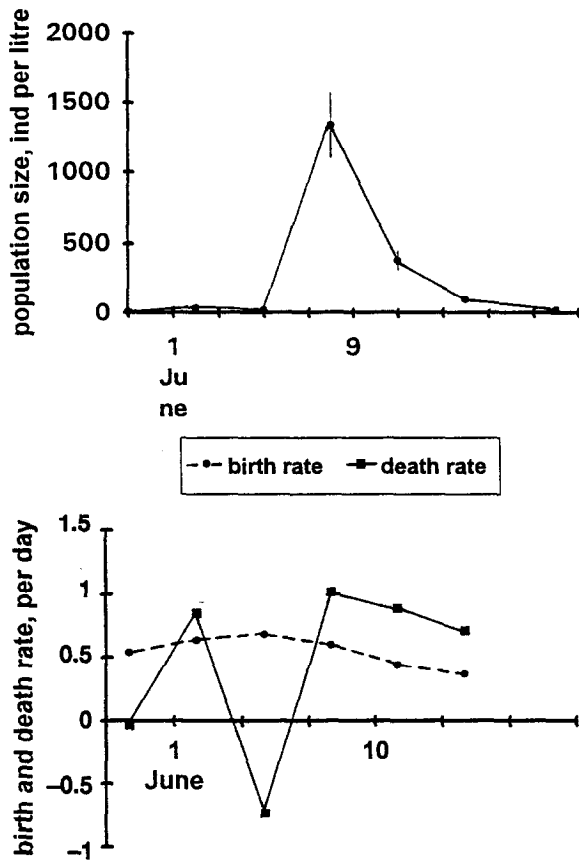 population size, ind per litre
2000
1500
1000
500
0
1
9
Ju
ne
birth rate
death rate
birth and death rate, per day
1.5
1
0.5
0
−0.5
−1
1
10
June